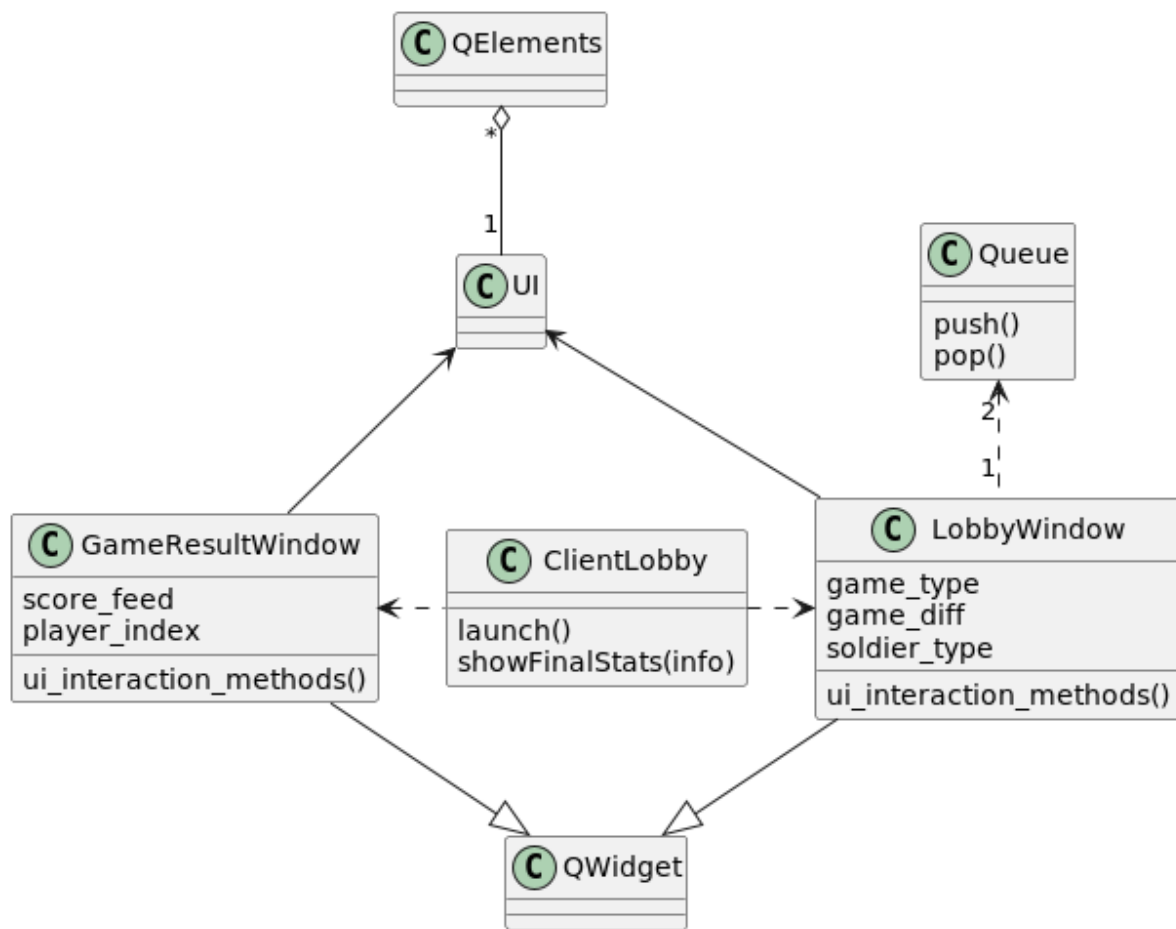 C QElements
*
1
C UI
C Queue
push()
pop()
2
1
C GameResultWindow
score_feed
player_index
ui_interaction_methods()
C ClientLobby
launch()
showFinalStats(info)
C LobbyWindow
game_type
game_diff
soldier_type
ui_interaction_methods()
C QWidget